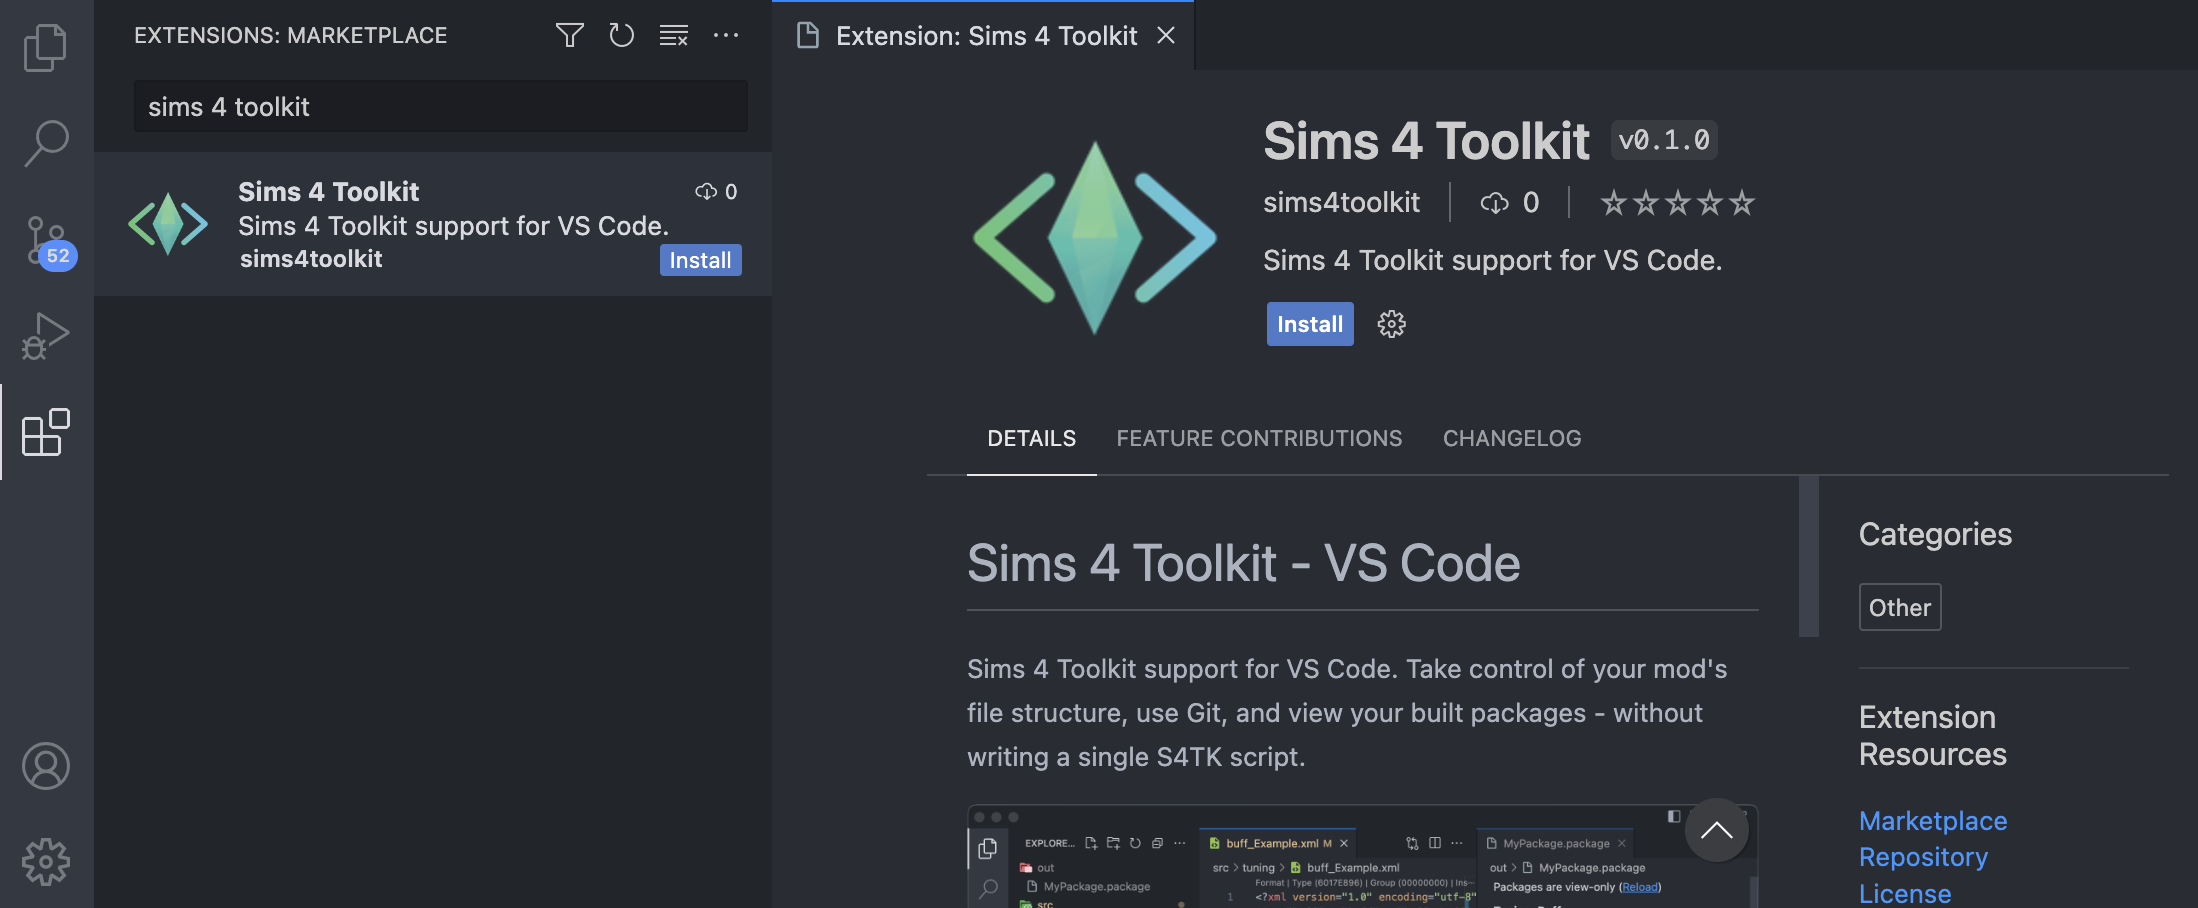 EXTENSIONS: MARKETPLACE
sims 4 toolkit
Sims 4 Toolkit
0
Sims 4 Toolkit support for VS Code.
sims4toolkit
Install
52
Extension: Sims 4 Toolkit
Sims 4 Toolkit v0.1.0
sims4toolkit 0
Sims 4 Toolkit support for VS Code.
Install
DETAILS FEATURE CONTRIBUTIONS CHANGELOG
Sims 4 Toolkit - VS Code
Sims 4 Toolkit support for VS Code. Take control of your mod's
file structure, use Git, and view your built packages - without
writing a single S4TK script.
EXPLORE...
out
MyPackage.package
src
buff_Example.xml M
src > tuning > buff_Example.xml
Format | Type (6017E896) | Group (00000000) | Ins...
1 <?xml version="1.0" encoding="utf-8"
MyPackage.package
out > MyPackage.package
Packages are view-only (Reload)
Categories
Other
Extension
Resources
Marketplace
Repository
License